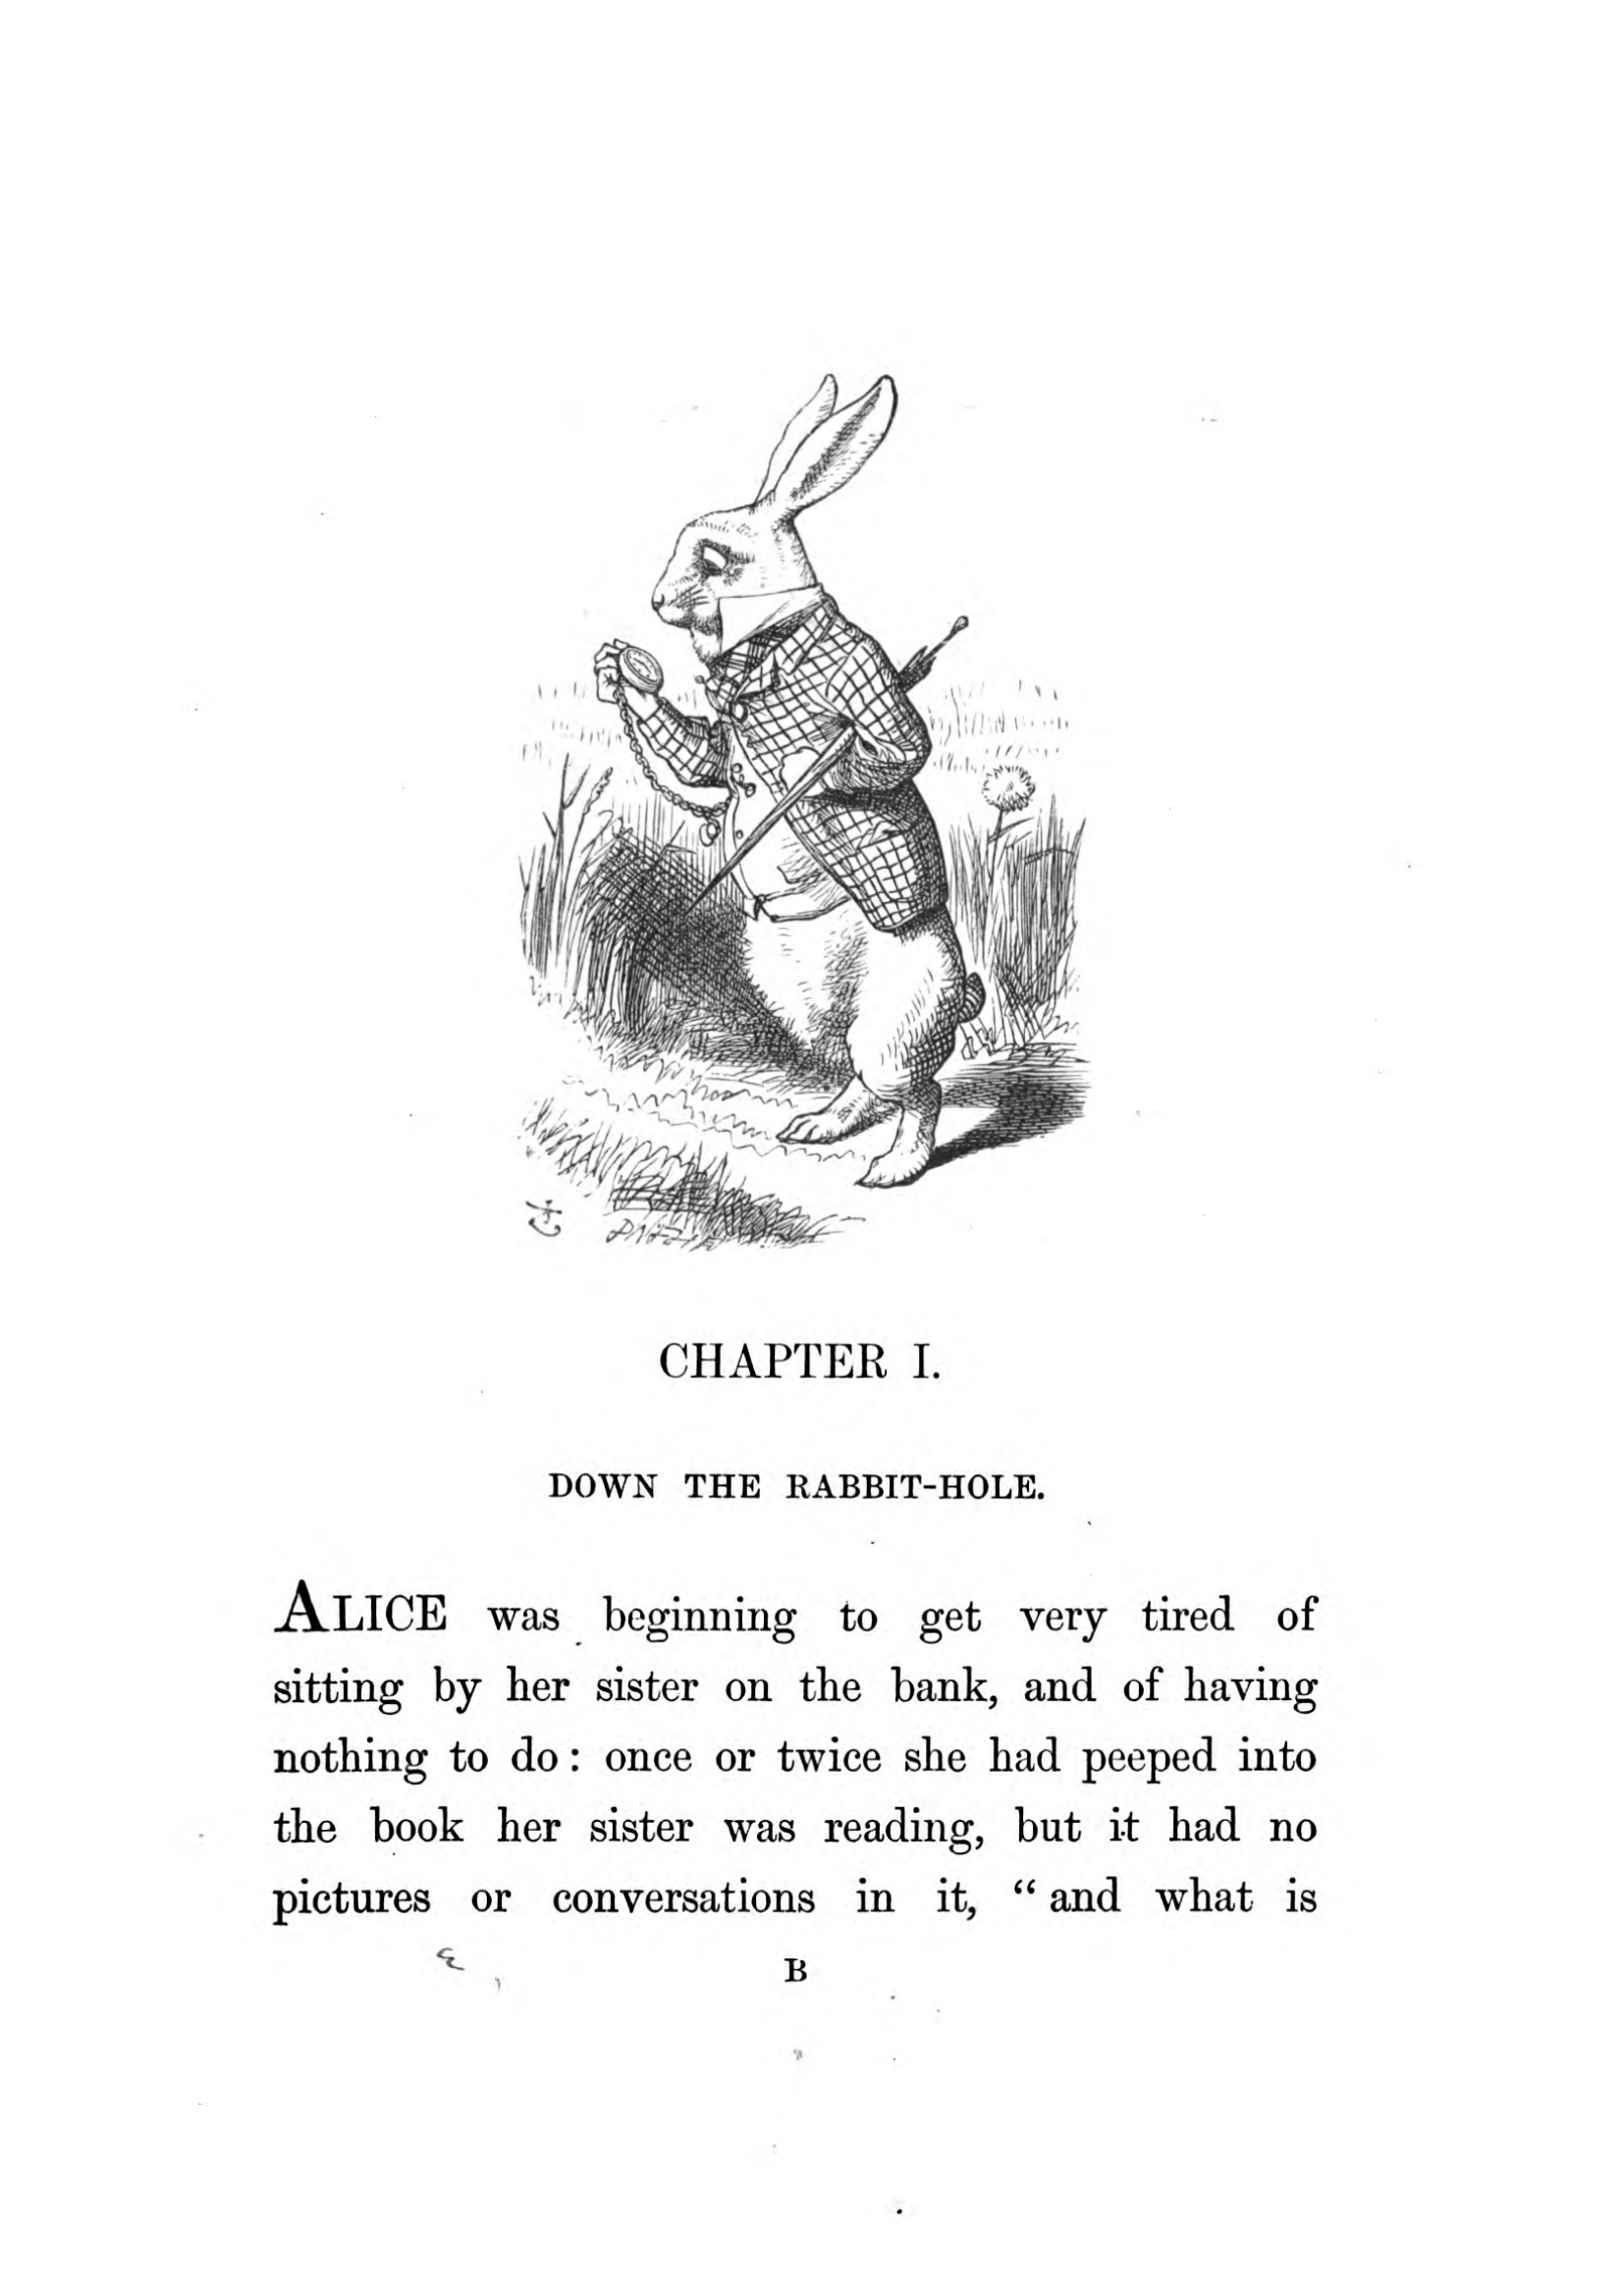 CHAPTER I.
DOWN THE RABBIT-HOLE.
ALICE was beginning to get very tired of
sitting by her sister on the bank, and of having
nothing to do : once or twice she had peeped into
the book her sister was reading, but it had no
pictures or conversations in it, “ and what is
B